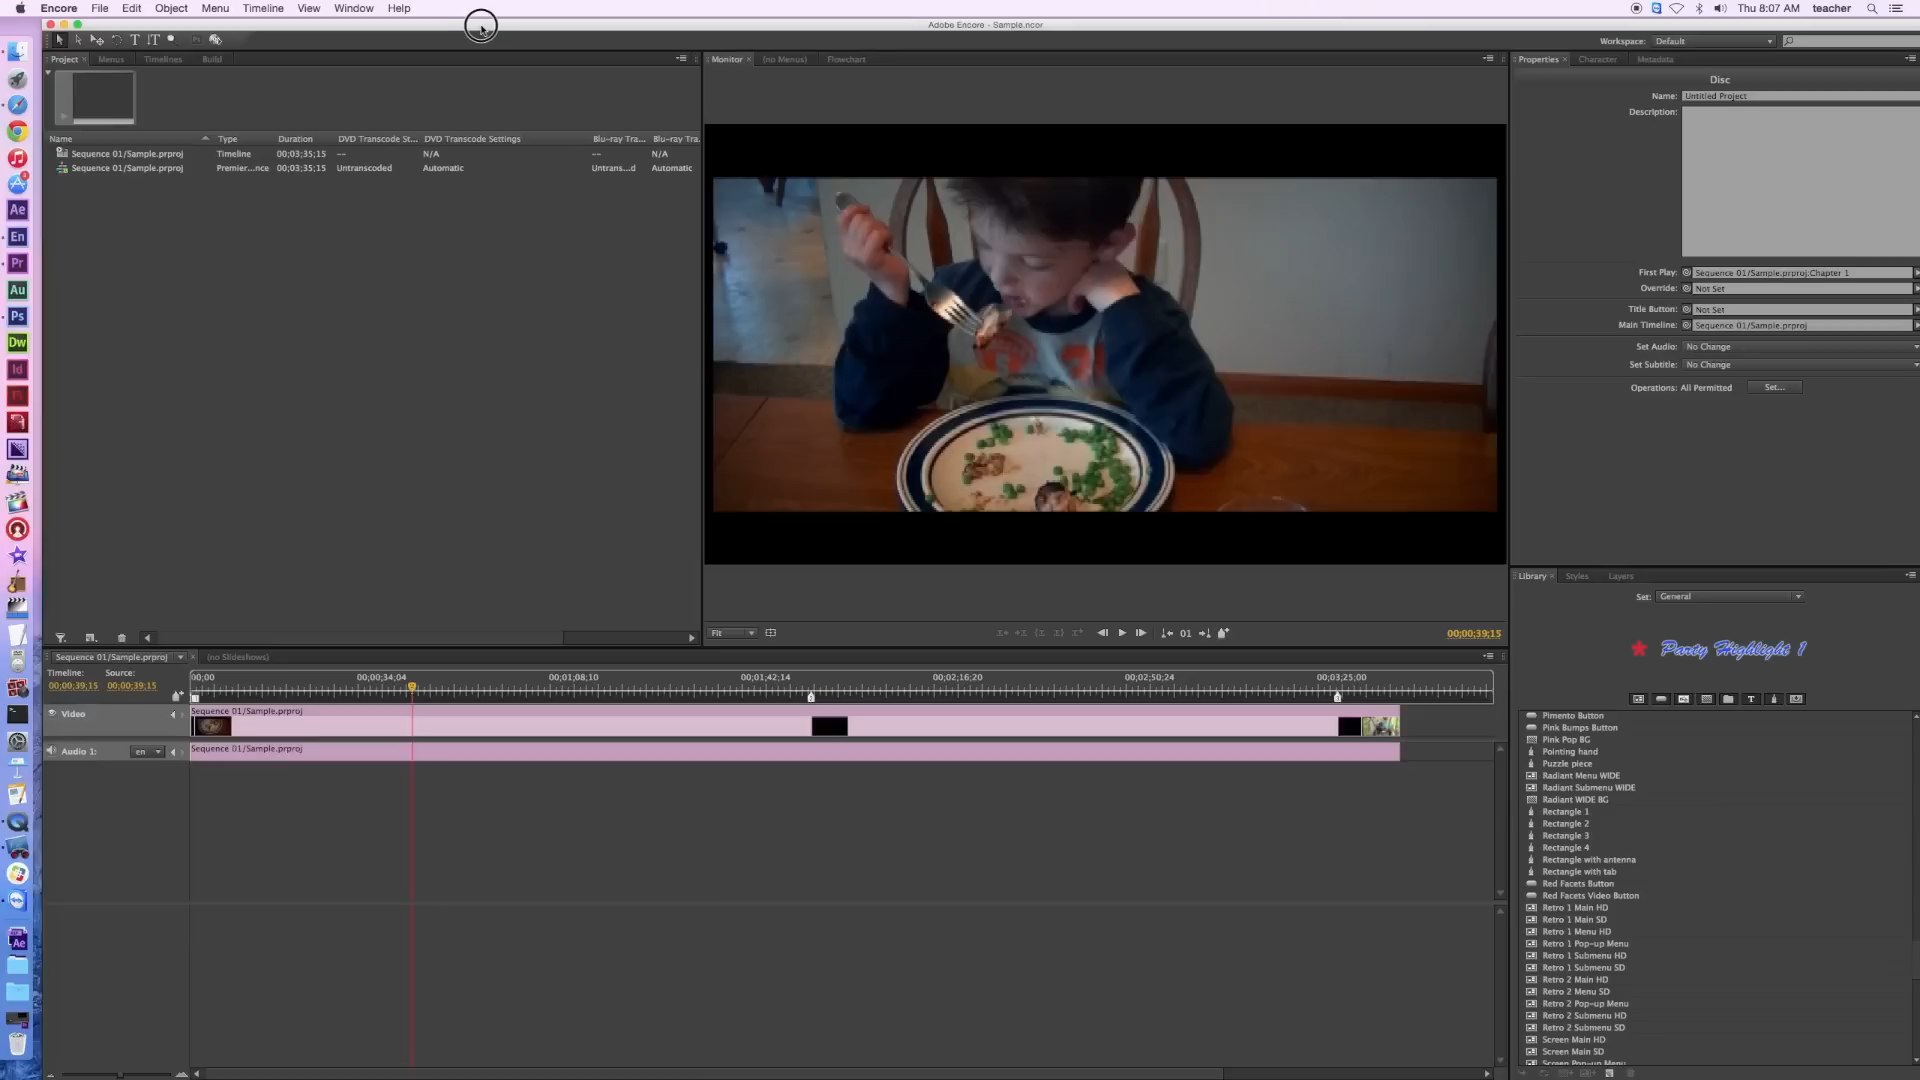 Encore File Edit Object Menu Timeline View Window Help Thu 8:07 AM teacher
Adobe Encore - Sample.ncor
Workspace: Default
Project Menus Timelines Build
Monitor (no Menus) Flowchart
Properties Character Metadata
Disc
Name: Untitled Project
Description:
Name Type Duration DVD Transcode St... DVD Transcode Settings Blu-ray Tra... Blu-ray Tra
Sequence 01/Sample.prproj Timeline 00;03;35;15 -- N/A -- N/A
Sequence 01/Sample.prproj Premier...nce 00;03;35;15 Untranscoded Automatic Untrans...d Automatic
First Play: Sequence 01/Sample.prproj:Chapter 1
Override: Not Set
Title Button: Not Set
Main Timeline: Sequence 01/Sample.prproj
Set Audio: No Change
Set Subtitle: No Change
Operations: All Permitted Set...
Ae
En
Pr
Au
Ps
Dw
Id
Library Styles Layers
Set: General
Party Highlight 1
Fit 01 00;00;39;15
Sequence 01/Sample.prproj (no Slideshows)
Timeline: Source:
00;00;39;15 00;00;39;15
00;00 00;00;34;04 00;01;08;10 00;01;42;14 00;02;16;20 00;02;50;24 00;03;25;00
Video Sequence 01/Sample.prproj
Audio 1: en Sequence 01/Sample.prproj
Pimento Button
Pink Bumps Button
Pink Pop BG
Pointing hand
Puzzle piece
Radiant Menu WIDE
Radiant Submenu WIDE
Radiant WIDE BG
Rectangle 1
Rectangle 2
Rectangle 3
Rectangle 4
Rectangle with antenna
Rectangle with tab
Red Facets Button
Red Facets Video Button
Retro 1 Main HD
Retro 1 Main SD
Retro 1 Menu HD
Retro 1 Pop-up Menu
Retro 1 Submenu HD
Retro 1 Submenu SD
Retro 2 Main HD
Retro 2 Menu SD
Retro 2 Pop-up Menu
Retro 2 Submenu HD
Retro 2 Submenu SD
Screen Main HD
Screen Main SD
Screen Pop-up Menu
Ae